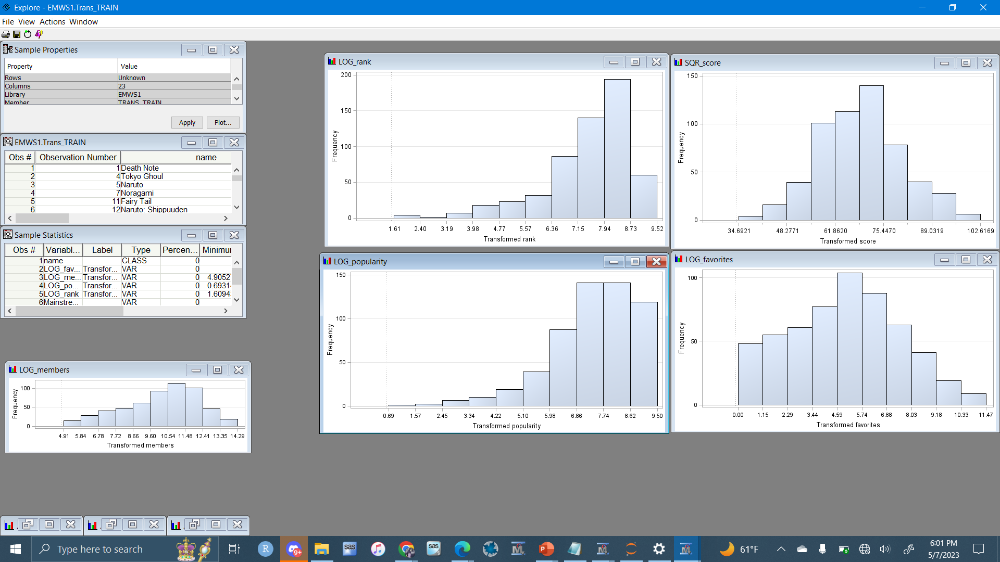 Explore - EMWS1.Trans_TRAIN
File View Actions Window
Sample Properties
Property Value
Rows Unknown
Columns 23
Library EMWS1
Member TRANS_TRAIN
Apply Plot...
EMWS1.Trans_TRAIN
Obs # Observation Number name
1 1 Death Note
2 4 Tokyo Ghoul
3 5 Naruto
4 7 Noragami
5 11 Fairy Tail
6 12 Naruto: Shippuuden
Sample Statistics
Obs # Variabl... Label Type Percen... Minimur
1 name CLASS 0
2 LOG_fav... Transfor... VAR 0
3 LOG_me... Transfor... VAR 0 4.90527
4 LOG_po... Transfor... VAR 0 0.6931
5 LOG_rank Transfor... VAR 0 1.6094
6 Mainstre... VAR 0
LOG_members
Frequency
100
50
0
4.91 5.84 6.78 7.72 8.66 9.60 10.54 11.48 12.41 13.35 14.29
Transformed members
LOG_rank
Frequency
200
150
100
50
0
1.61 2.40 3.19 3.98 4.77 5.57 6.36 7.15 7.94 8.73 9.52
Transformed rank
SQR_score
Frequency
150
100
50
0
34.6921 48.2771 61.8620 75.4470 89.0319 102.6169
Transformed score
LOG_popularity
Frequency
150
100
50
0
0.69 1.57 2.45 3.34 4.22 5.10 5.98 6.86 7.74 8.62 9.50
Transformed popularity
LOG_favorites
Frequency
100
50
0
0.00 1.15 2.29 3.44 4.59 5.74 6.88 8.03 9.18 10.33 11.47
Transformed favorites
Type here to search
R
9+
sas
sas
61°F
6:01 PM
5/7/2023